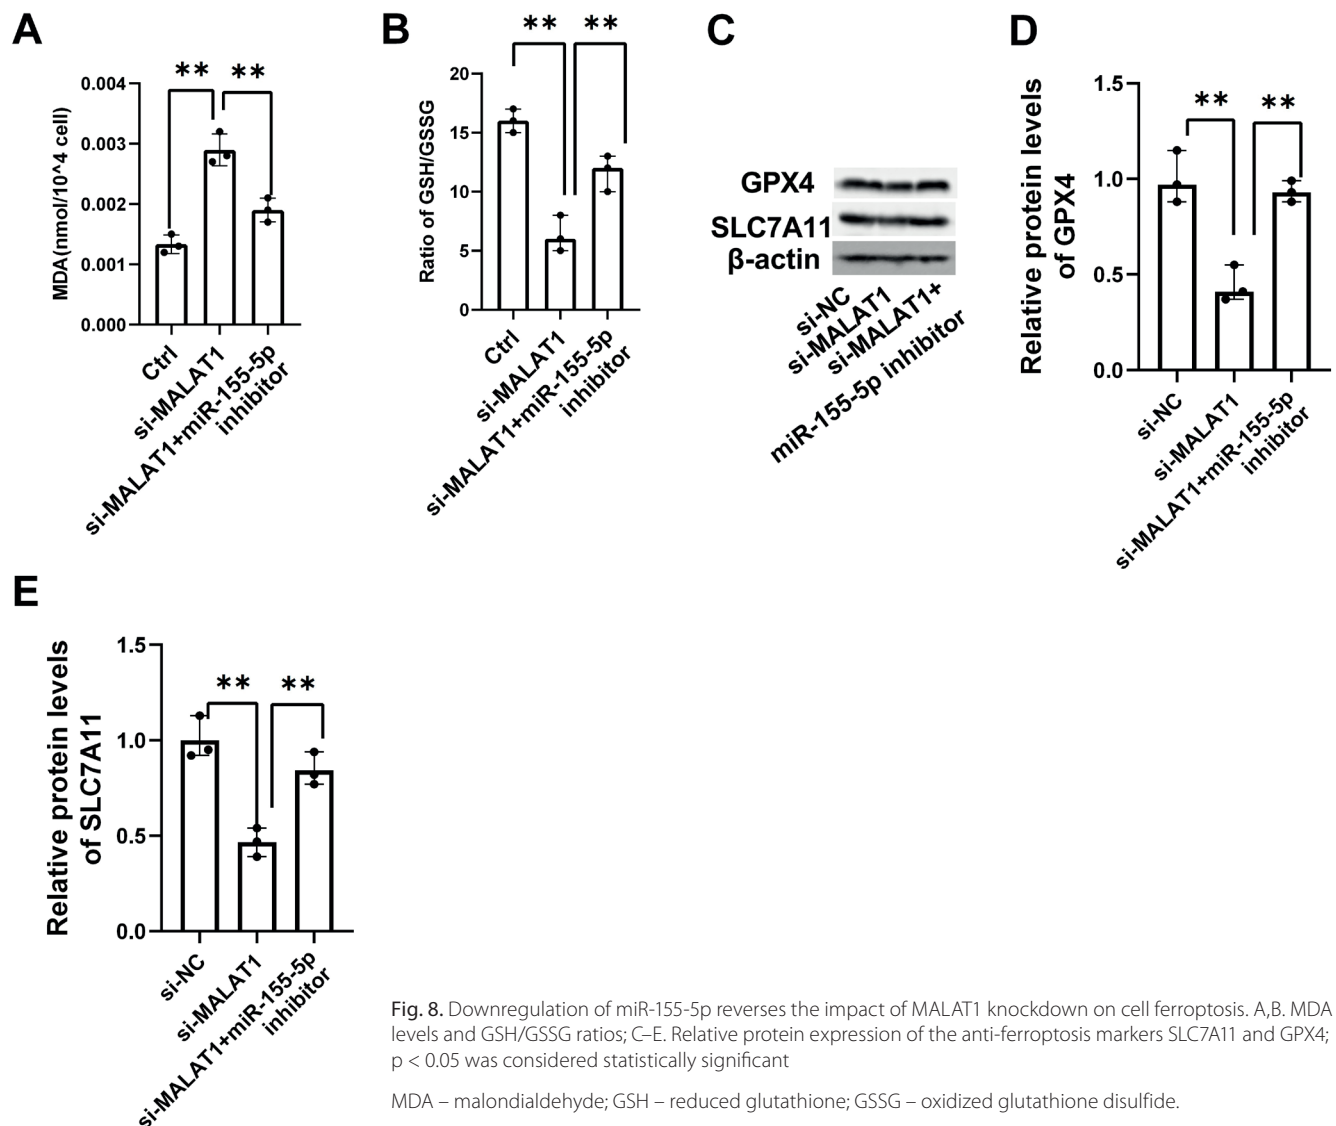 A
MDA(nmol/10^4 cell)
0.004
0.003
0.002
0.001
0.000
** **
Ctrl
si-MALAT1
si-MALAT1+miR-155-5p
inhibitor
B
Ratio of GSH/GSSG
20
15
10
5
0
** **
Ctrl
si-MALAT1
si-MALAT1+miR-155-5p
inhibitor
C
GPX4
SLC7A11
β-actin
si-NC
si-MALAT1
si-MALAT1+
miR-155-5p inhibitor
D
Relative protein levels
of GPX4
1.5
1.0
0.5
0.0
** **
si-NC
si-MALAT1
si-MALAT1+miR-155-5p
inhibitor
E
Relative protein levels
of SLC7A11
1.5
1.0
0.5
0.0
** **
si-NC
si-MALAT1
si-MALAT1+miR-155-5p
inhibitor
Fig. 8. Downregulation of miR-155-5p reverses the impact of MALAT1 knockdown on cell ferroptosis. A,B. MDA
levels and GSH/GSSG ratios; C–E. Relative protein expression of the anti-ferroptosis markers SLC7A11 and GPX4;
p < 0.05 was considered statistically significant
MDA – malondialdehyde; GSH – reduced glutathione; GSSG – oxidized glutathione disulfide.